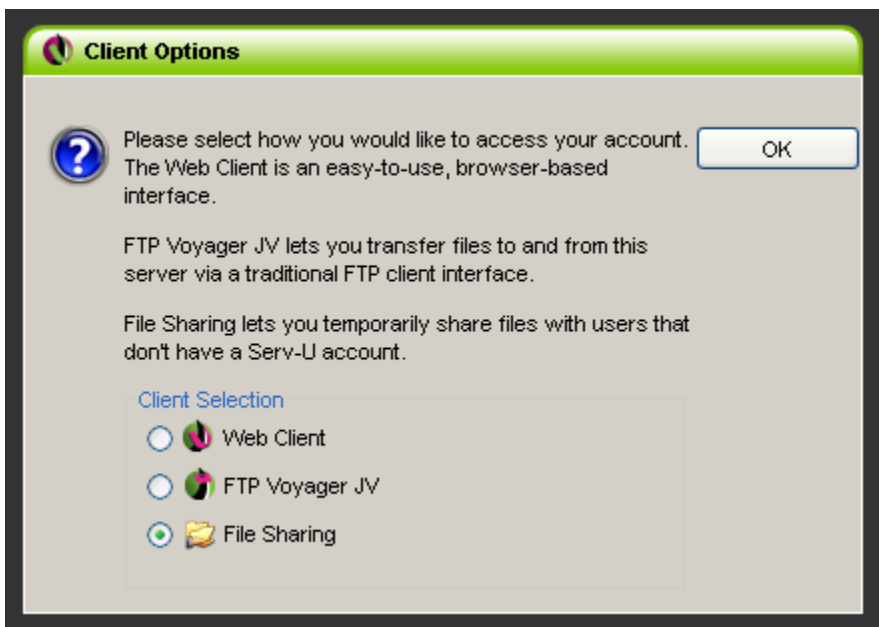 Client Options
Please select how you would like to access your account.
The Web Client is an easy-to-use, browser-based
interface.
OK
FTP Voyager JV lets you transfer files to and from this
server via a traditional FTP client interface.
File Sharing lets you temporarily share files with users that
don't have a Serv-U account.
Client Selection
Web Client
FTP Voyager JV
File Sharing